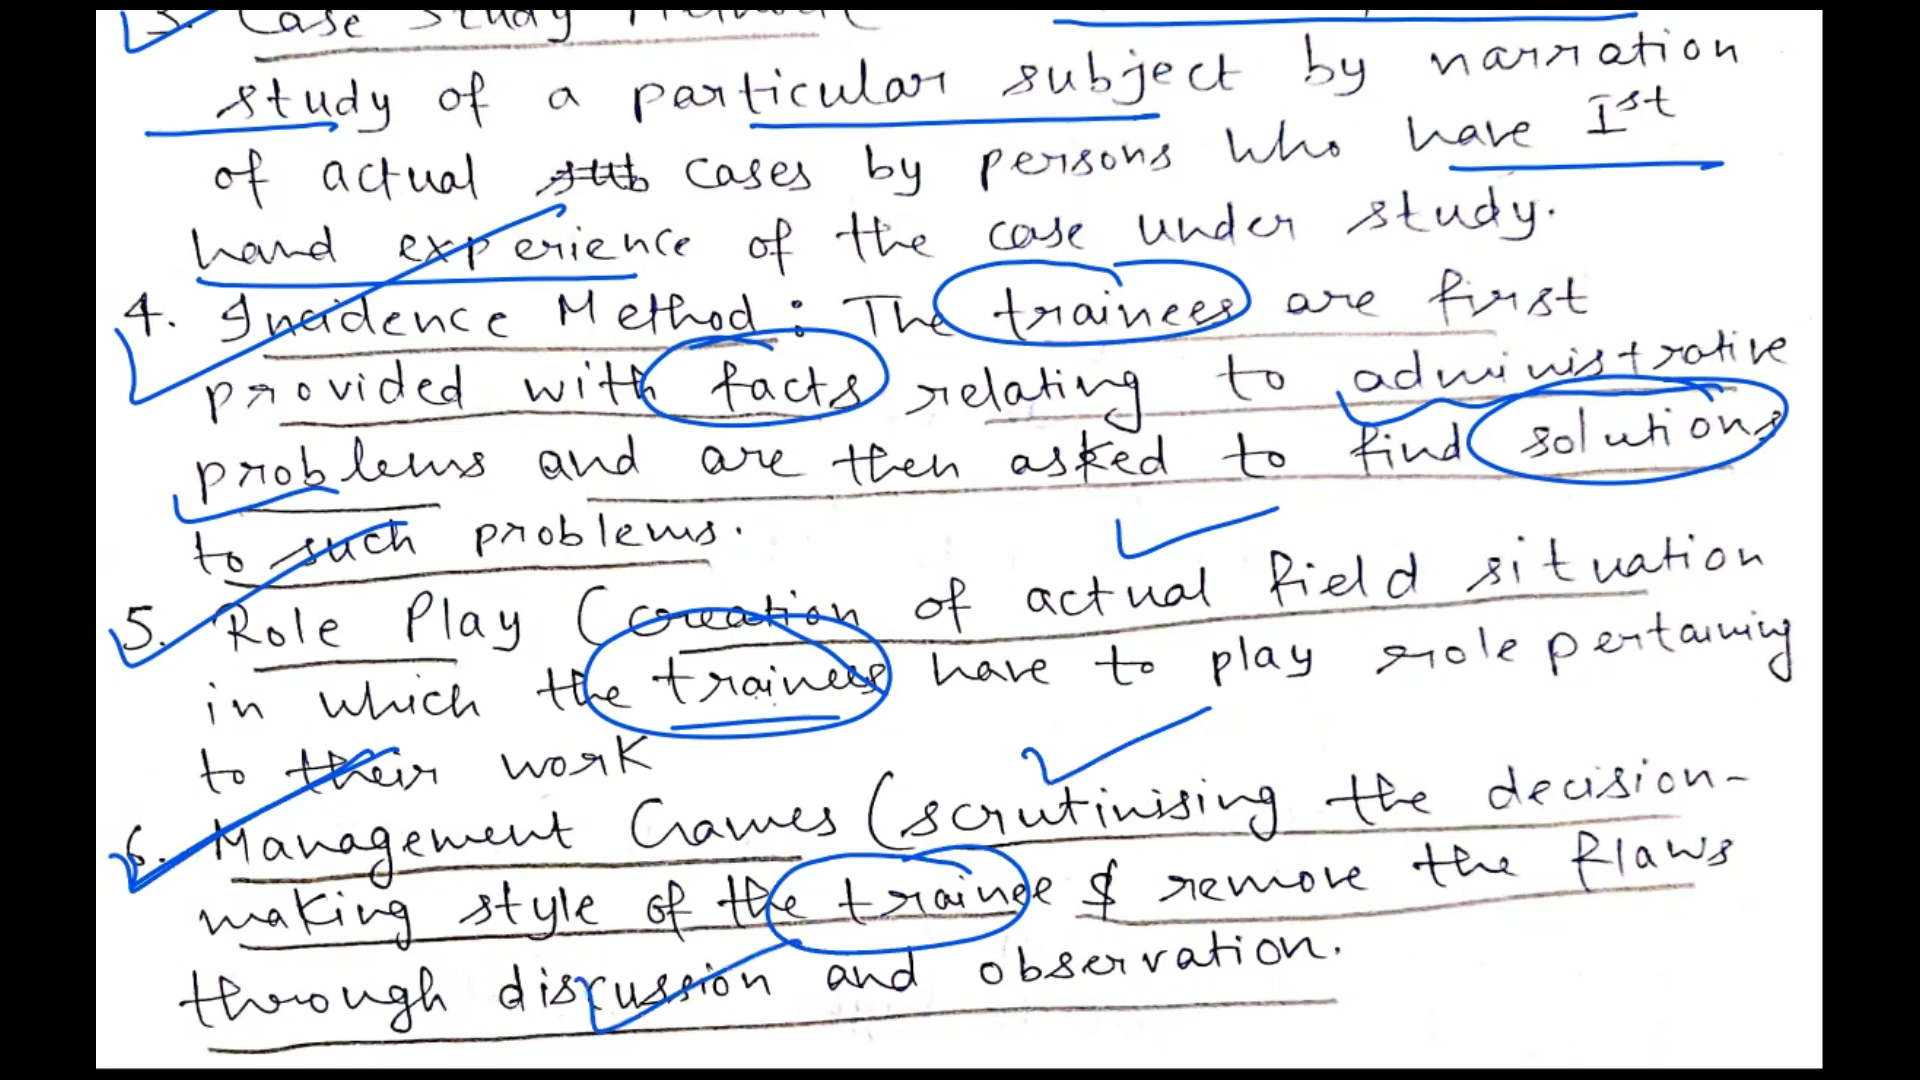 3. Case Study Method
study of a particular subject by narration
of actual cases by persons who have Ist
hand experience of the case under study.
4. Incidence Method : The trainees are first
provided with facts relating to administrative
problems and are then asked to find solutions
to such problems.
5. Role Play (creation of actual field situation
in which the trainees have to play role pertaining
to their work
6. Management Games (scrutinising the decision-
making style of the trainee & remove the flaws
through discussion and observation.